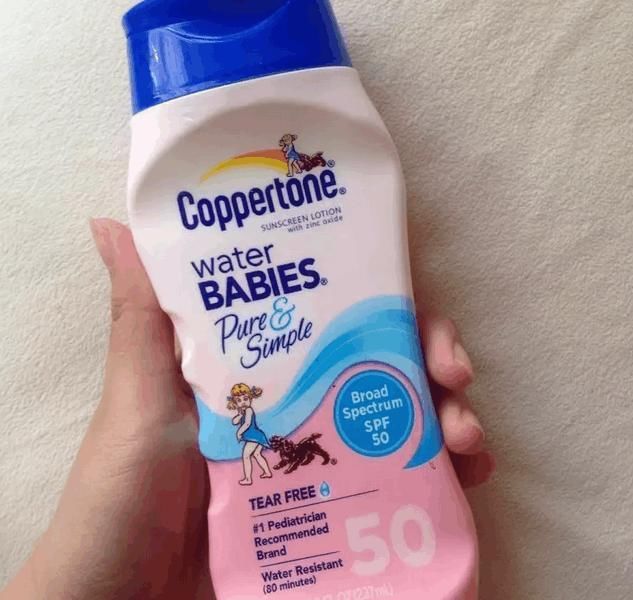 Coppertone®
SUNSCREEN LOTION
with zinc oxide
water
BABIES®
Pure &
Simple
Broad
Spectrum
SPF
50
TEAR FREE
#1 Pediatrician
Recommended
Brand
50
Water Resistant
(80 minutes)
(237mL)